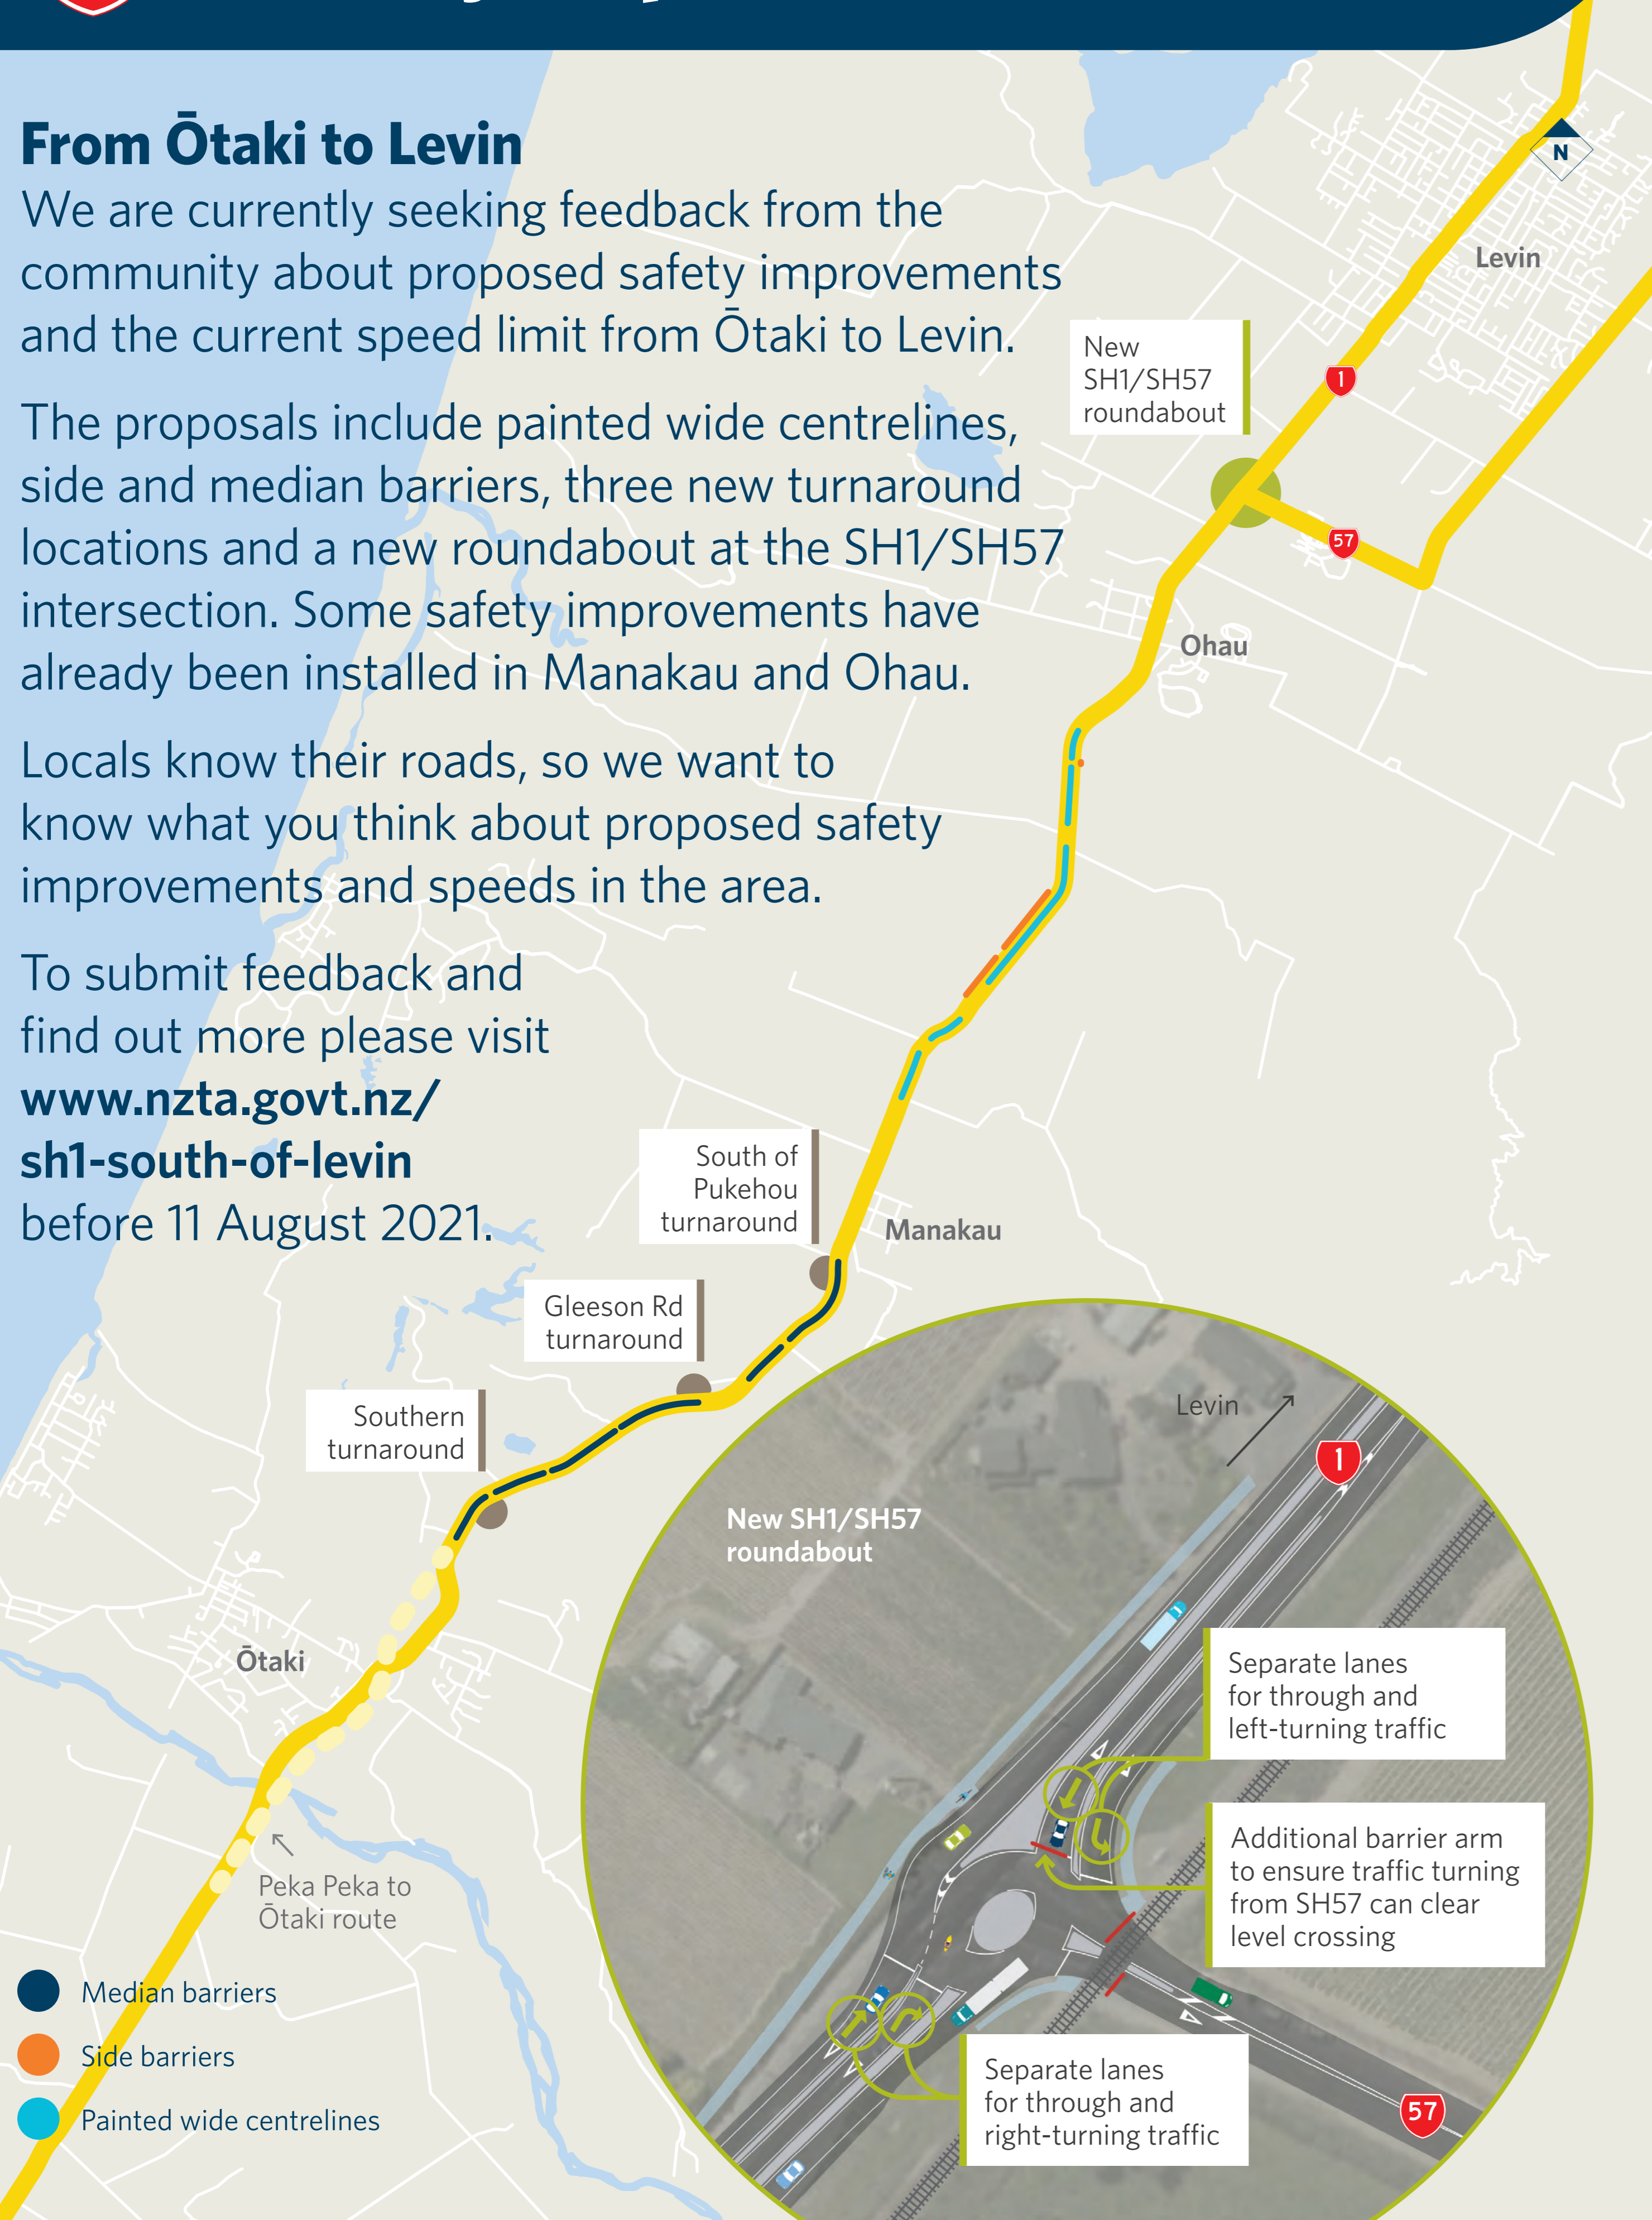 From Ōtaki to Levin
We are currently seeking feedback from the
community about proposed safety improvements
and the current speed limit from Ōtaki to Levin.
The proposals include painted wide centrelines,
side and median barriers, three new turnaround
locations and a new roundabout at the SH1/SH57
intersection. Some safety improvements have
already been installed in Manakau and Ohau.
Locals know their roads, so we want to
know what you think about proposed safety
improvements and speeds in the area.
To submit feedback and
find out more please visit
www.nzta.govt.nz/
sh1-south-of-levin
before 11 August 2021.
N
Levin
New
SH1/SH57
roundabout
1
57
Ohau
South of
Pukehou
turnaround
Manakau
Gleeson Rd
turnaround
Southern
turnaround
Ōtaki
Peka Peka to
Ōtaki route
Median barriers
Side barriers
Painted wide centrelines
Levin
1
New SH1/SH57
roundabout
Separate lanes
for through and
left-turning traffic
Additional barrier arm
to ensure traffic turning
from SH57 can clear
level crossing
Separate lanes
for through and
right-turning traffic
57